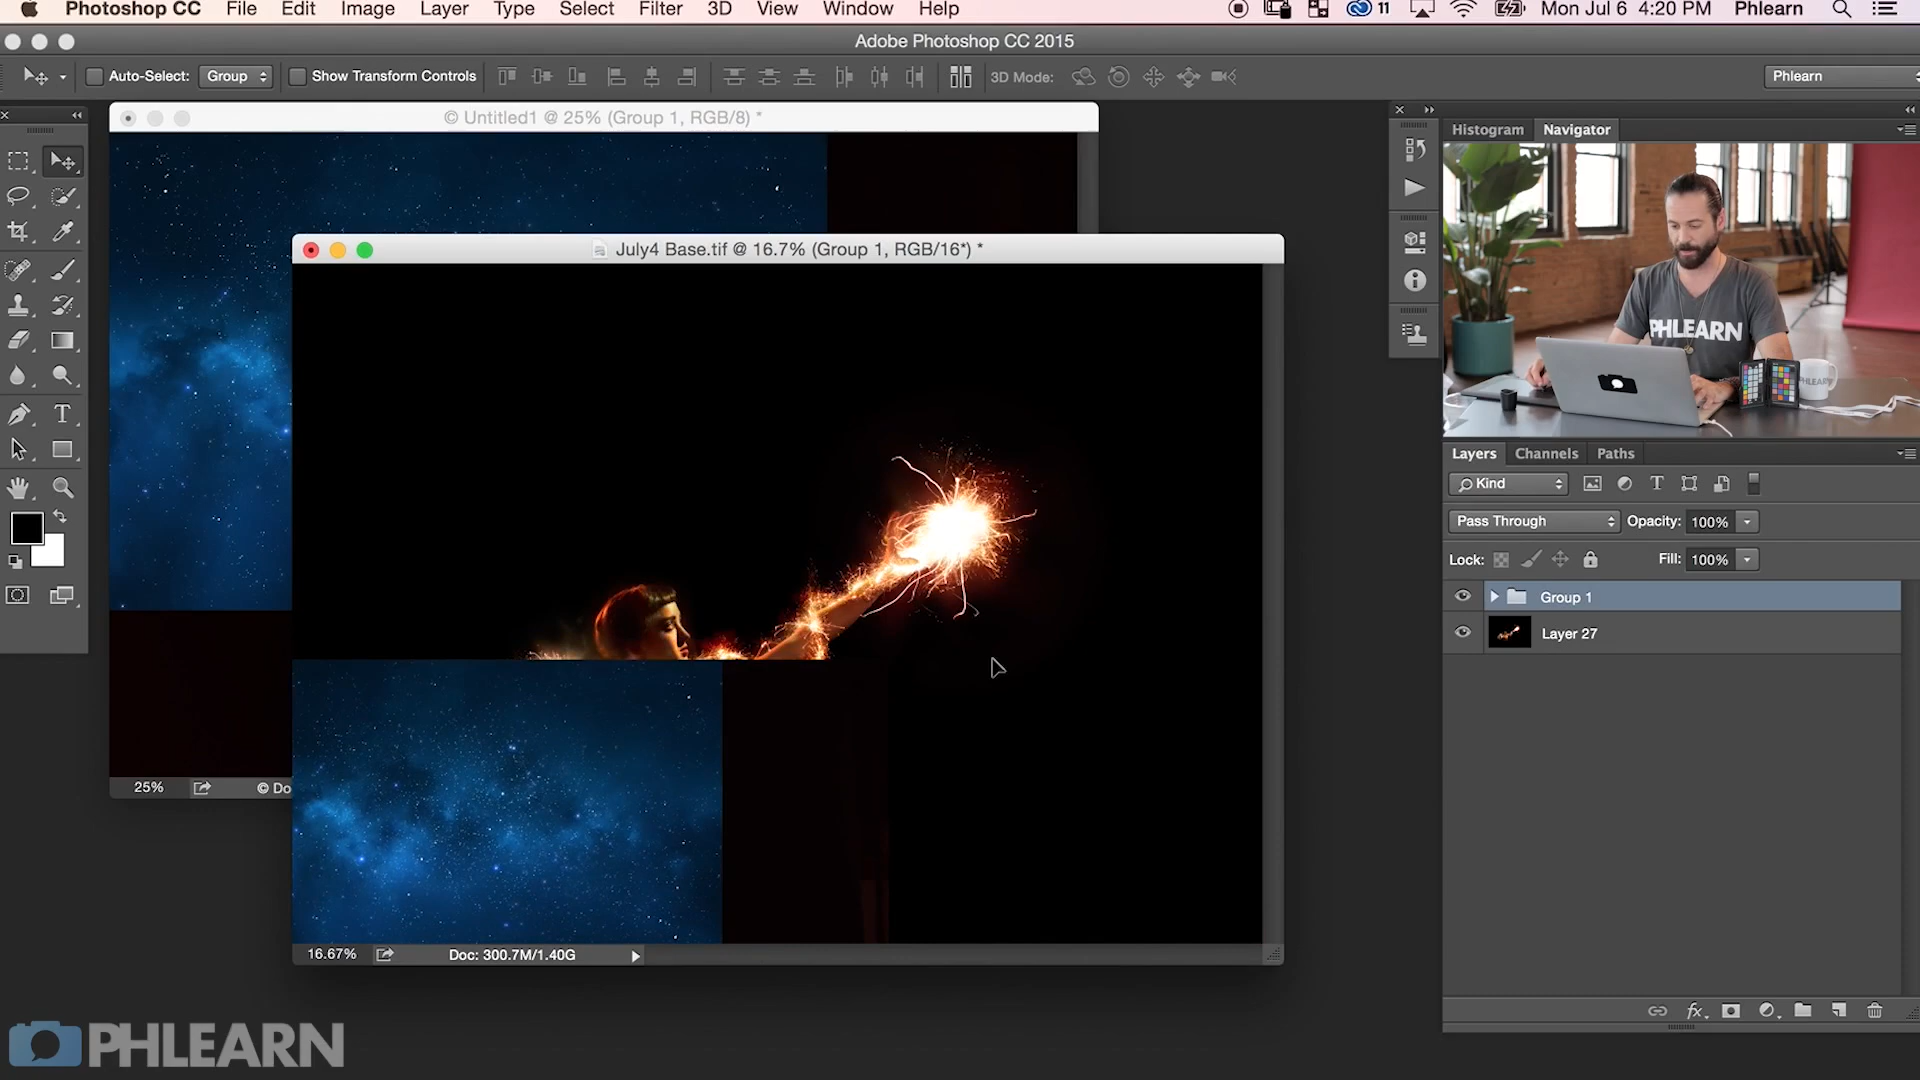 Photoshop CC File Edit Image Layer Type Select Filter 3D View Window Help 11 Mon Jul 6 4:20 PM Phlearn
Adobe Photoshop CC 2015
Auto-Select: Group Show Transform Controls 3D Mode: Phlearn
© Untitled1 @ 25% (Group 1, RGB/8) *
Histogram Navigator
July4 Base.tif @ 16.7% (Group 1, RGB/16*) *
PHLEARN
PHLEARN
Layers Channels Paths
Kind
Pass Through Opacity: 100%
Lock: Fill: 100%
Group 1
Layer 27
25% © Do
16.67% Doc: 300.7M/1.40G
fx
PHLEARN